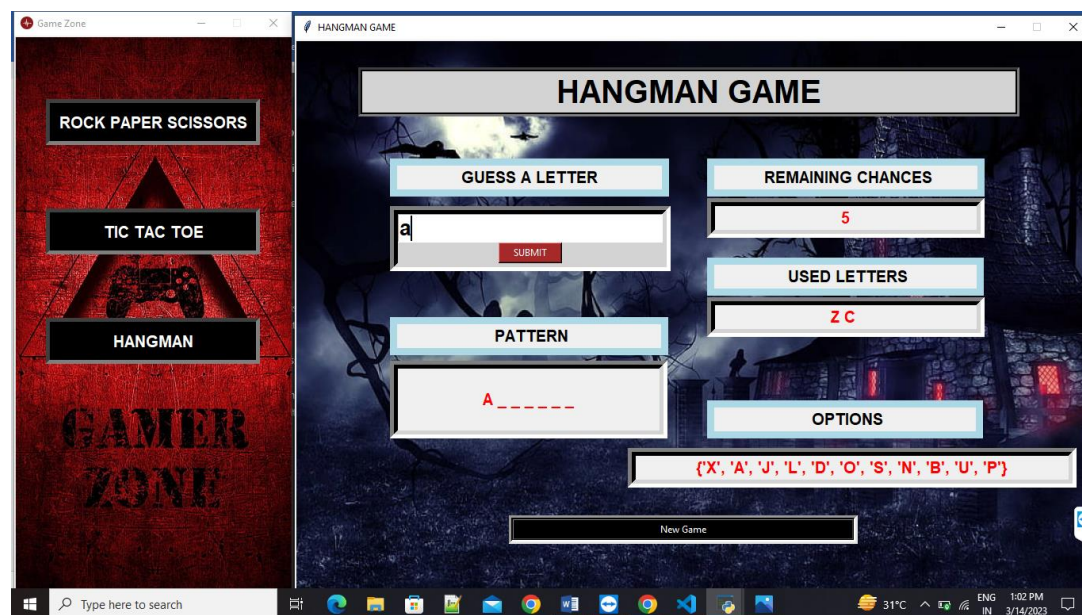 Game Zone
ROCK PAPER SCISSORS
TIC TAC TOE
HANGMAN
GAMER
ZONE
HANGMAN GAME
HANGMAN GAME
GUESS A LETTER
a
SUBMIT
PATTERN
A _ _ _ _ _ _
REMAINING CHANCES
5
USED LETTERS
Z C
OPTIONS
{'X', 'A', 'J', 'L', 'D', 'O', 'S', 'N', 'B', 'U', 'P'}
New Game
Type here to search
31°C
ENG
IN
1:02 PM
3/14/2023